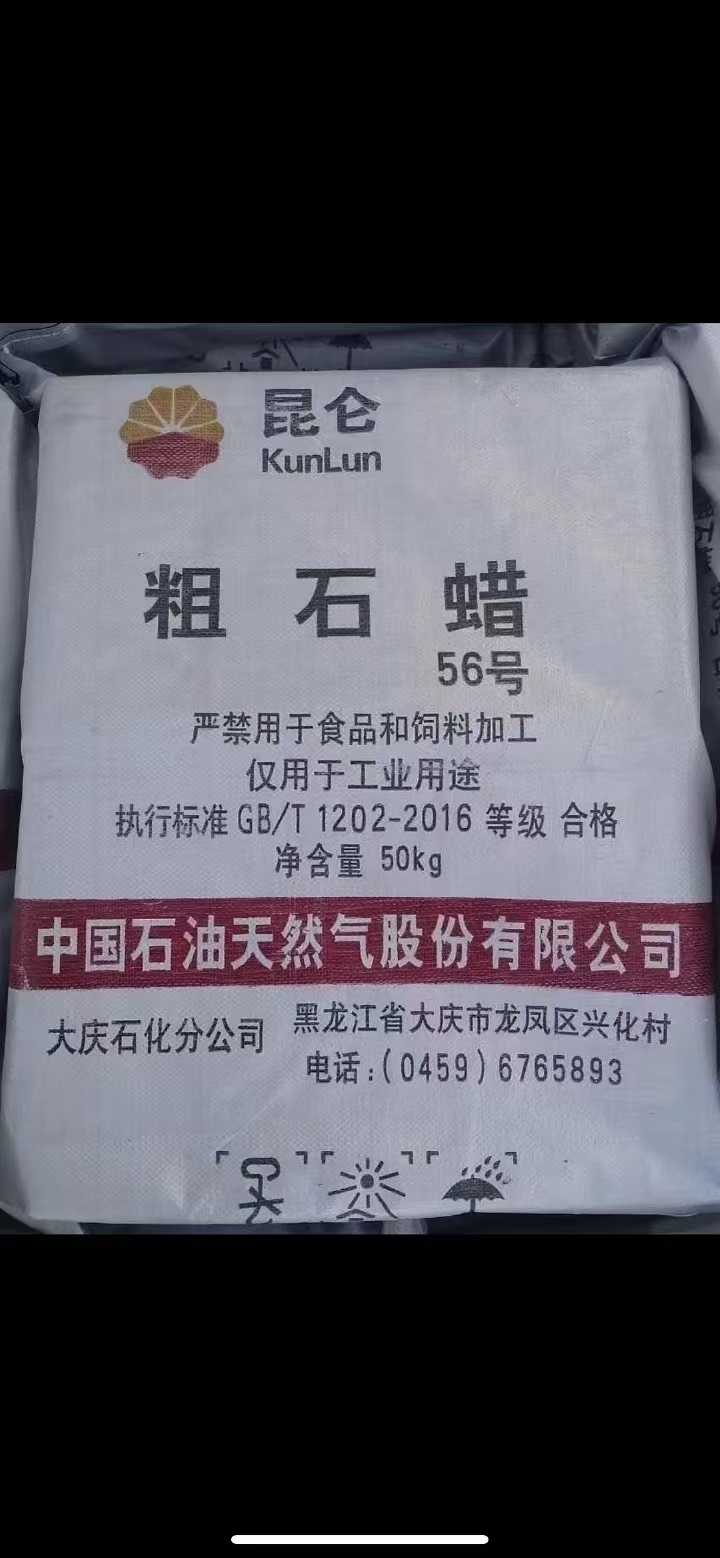 昆仑
KunLun
粗石蜡
56号
严禁用于食品和饲料加工
仅用于工业用途
执行标准 GB/T 1202-2016 等级 合格
净含量 50kg
中国石油天然气股份有限公司
大庆石化分公司
黑龙江省大庆市龙凤区兴化村
电话:(0459)6765893